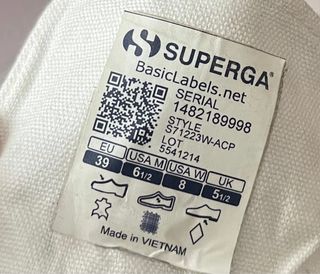 SUPERGA®
BasicLabels.net
SERIAL
1482189998
STYLE
S71223W-ACP
LOT
5541214
EU USA M USA W UK
39 6 1/2 8 5 1/2
Made in VIETNAM